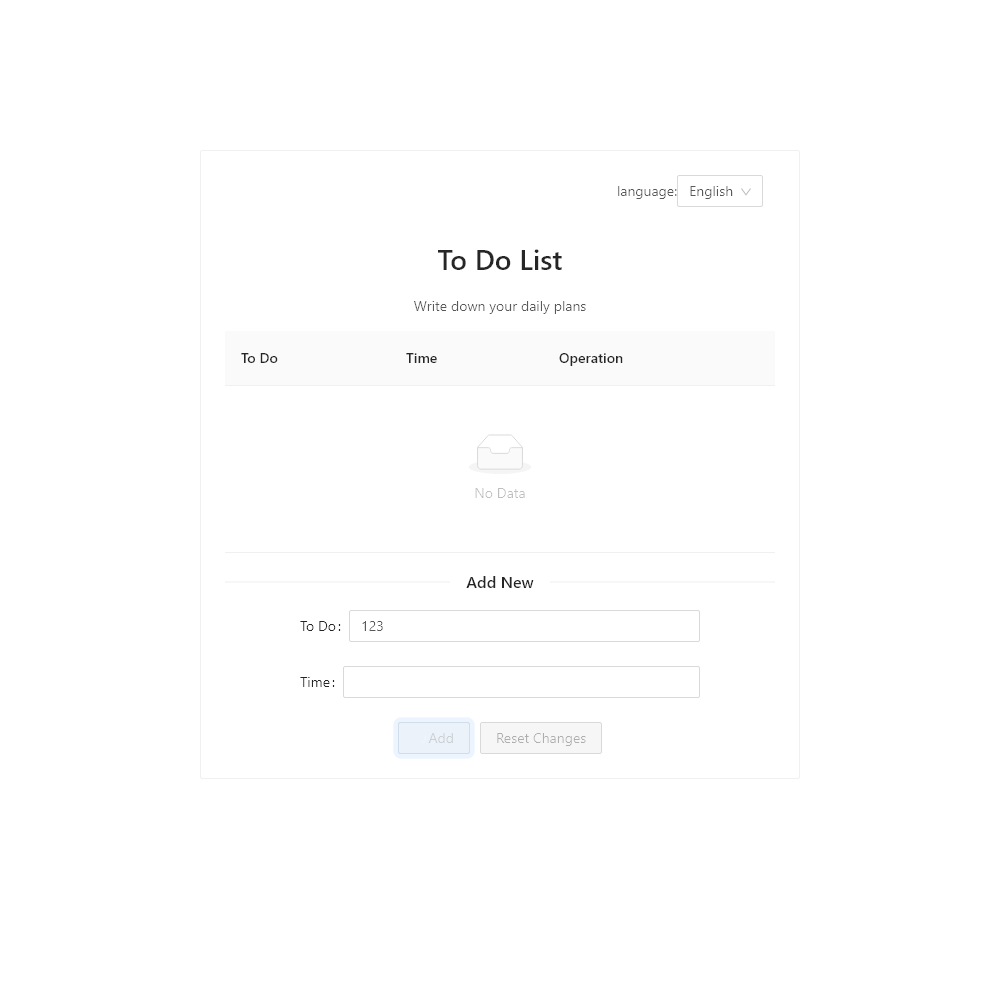 language: English
To Do List
Write down your daily plans
To Do Time Operation
No Data
Add New
To Do: 123
Time:
Add Reset Changes